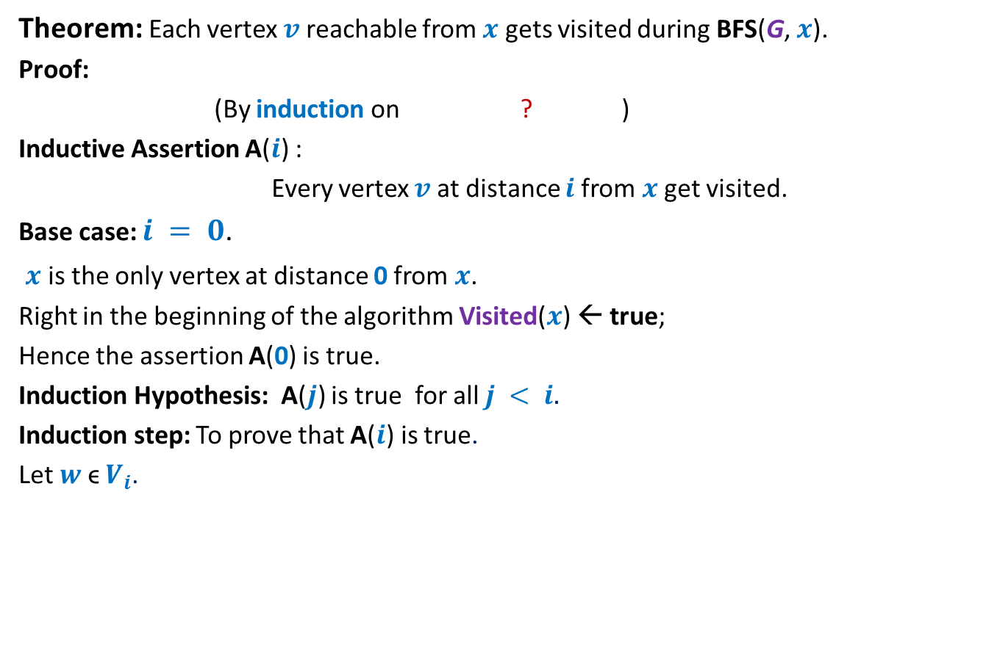 Theorem: Each vertex v reachable from x gets visited during BFS(G, x).
Proof:
(By induction on ? )
Inductive Assertion A(i) :
Every vertex v at distance i from x get visited.
Base case: i = 0.
x is the only vertex at distance 0 from x.
Right in the beginning of the algorithm Visited(x) ← true;
Hence the assertion A(0) is true.
Induction Hypothesis: A(j) is true for all j < i.
Induction step: To prove that A(i) is true.
Let w ϵ Vᵢ.